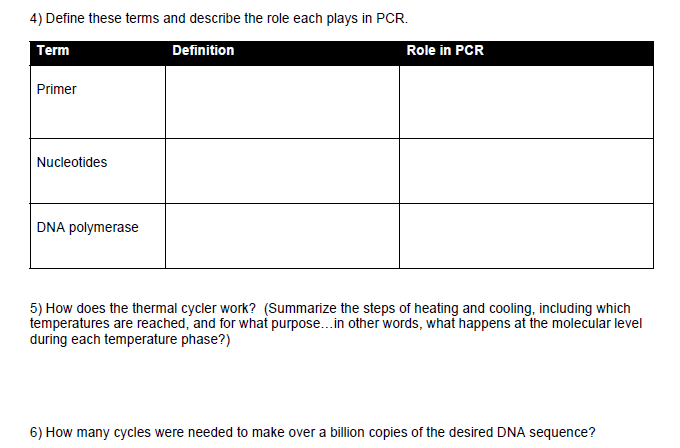 4) Define these terms and describe the role each plays in PCR.
Term Definition Role in PCR
Primer
Nucleotides
DNA polymerase
5) How does the thermal cycler work?  (Summarize the steps of heating and cooling, including which
temperatures are reached, and for what purpose…in other words, what happens at the molecular level
during each temperature phase?)
6) How many cycles were needed to make over a billion copies of the desired DNA sequence?